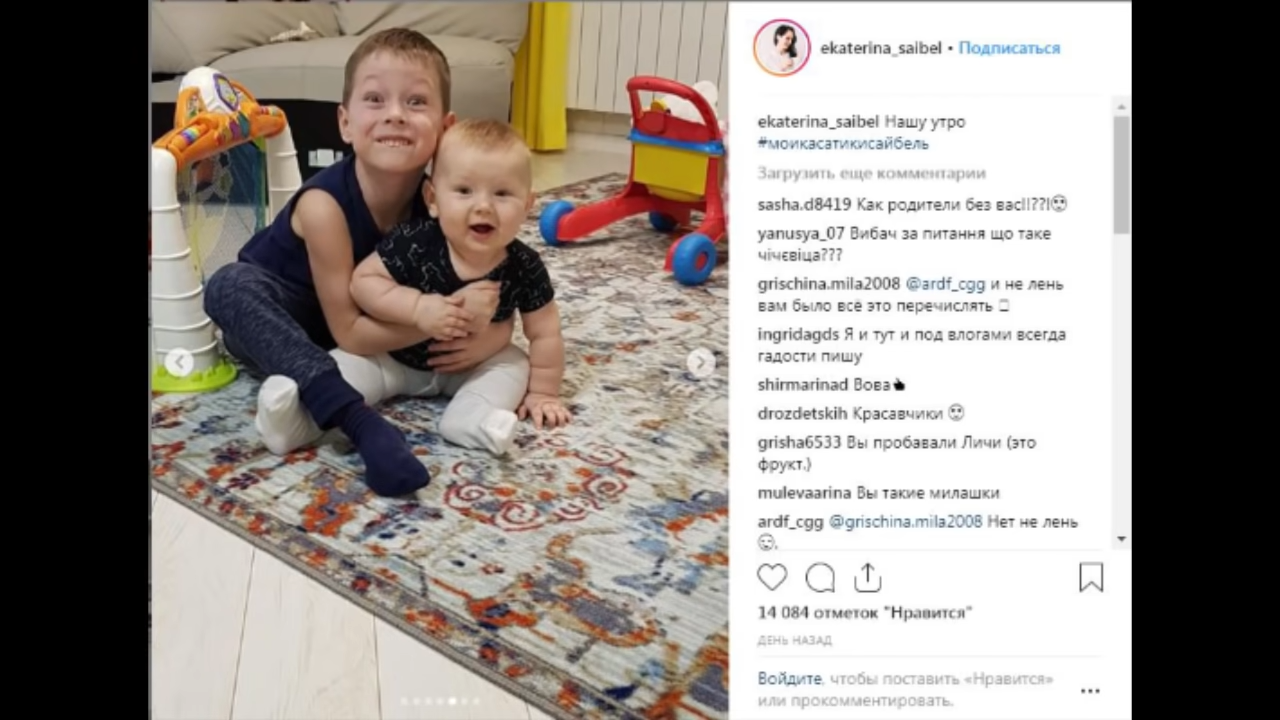 ekaterina_saibel • Подписаться
ekaterina_saibel Нашу утро
#моикасатикисайбель
Загрузить еще комментарии
sasha.d8419 Как родители без вас!!??!
yanusya_07 Вибач за питання що таке
чічєвіца???
grischina.mila2008 @ardf_cgg и не лень
вам было всё это перечислять
ingridagds Я и тут и под влогами всегда
гадости пишу
shirmarinad Вова
drozdetskih Красавчики
grisha6533 Вы пробавали Личи (это
фрукт.)
mulevaarina Вы такие милашки
ardf_cgg @grischina.mila2008 Нет не лень
14 084 отметок "Нравится"
ДЕНЬ НАЗАД
Войдите, чтобы поставить «Нравится»
или прокомментировать.